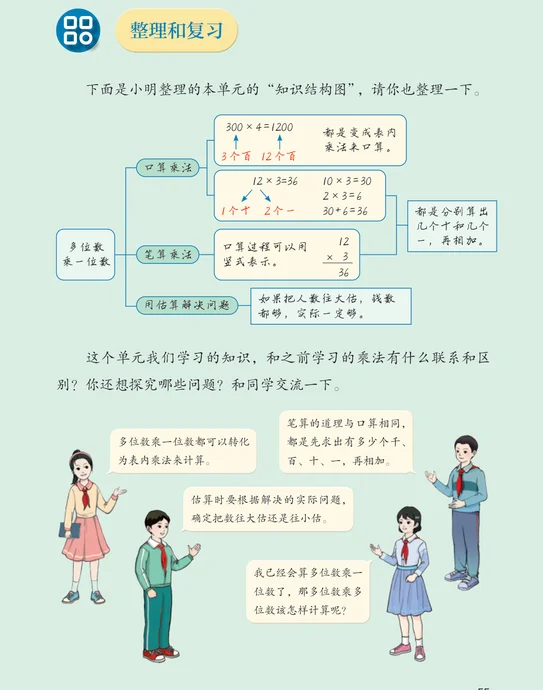 整理和复习
下面是小明整理的本单元的“知识结构图”，请你也整理一下。
300 × 4=1200
3个百 12个百
都是变成表内
乘法来口算。
口算乘法
12 × 3=36
1个十 2个一
10 × 3=30
2 × 3=6
30+6=36
多位数
乘一位数
笔算乘法
口算过程可以用
竖式表示。
12
× 3
36
都是分别算出
几个十和几个
一，再相加。
用估算解决问题
如果把人数往大估，钱数
都够，实际一定够。
这个单元我们学习的知识，和之前学习的乘法有什么联系和区
别？你还想探究哪些问题？和同学交流一下。
多位数乘一位数都可以转化
为表内乘法来计算。
笔算的道理与口算相同，
都是先求出有多少个千、
百、十、一，再相加。
估算时要根据解决的实际问题，
确定把数往大估还是往小估。
我已经会算多位数乘一
位数了，那多位数乘多
位数该怎样计算呢？